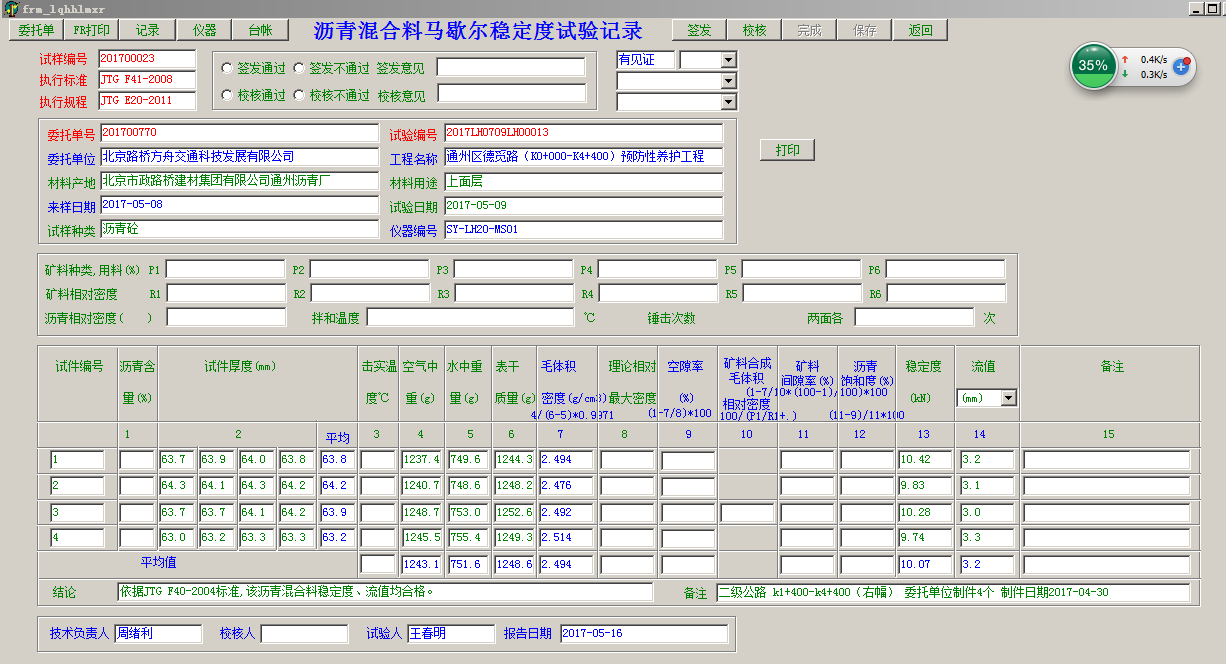 frm_lqhhlmxr
委托单 FR打印 记录 仪器 台帐 沥青混合料马歇尔稳定度试验记录 签发 校核 完成 保存 返回
试样编号 201700023 签发通过 签发不通过 签发意见 有见证
执行标准 JTG F41-2008
执行规程 JTG E20-2011 校核通过 校核不通过 校核意见
35% 0.4K/s
0.3K/s
委托单号 201700770 试验编号 2017LH0709LH00013
委托单位 北京路桥方舟交通科技发展有限公司 工程名称 通州区德觅路（K0+000-K4+400）预防性养护工程
打印
材料产地 北京市政路桥建材集团有限公司通州沥青厂 材料用途 上面层
来样日期 2017-05-08 试验日期 2017-05-09
试样种类 沥青砼 仪器编号 SY-LH20-MS01
矿料种类,用料(%) P1 P2 P3 P4 P5 P6
矿料相对密度 R1 R2 R3 R4 R5 R6
沥青相对密度( ) 拌和温度 ℃ 锤击次数 两面各 次
试件编号 沥青含量(%) 试件厚度(mm) 击实温度℃ 空气中重(g) 水中重量(g) 表干质量(g) 毛体积密度(g/cm3) 4/(6-5)*0.9971 理论相对最大密度 空隙率(%) (1-7/8)*100 矿料合成毛体积相对密度 100/(P1/R1+.) 矿料间隙率(%) (1-7/10*(100-1)/100)*100 沥青饱和度(%) (11-9)/11*100 稳定度(kN) 流值 (mm) 备注
1 2 平均 3 4 5 6 7 8 9 10 11 12 13 14 15
1 63.7 63.9 64.0 63.8 63.8 1237.4 749.6 1244.3 2.494 10.42 3.2
2 64.3 64.1 64.3 64.2 64.2 1240.7 748.6 1248.2 2.476 9.83 3.1
3 63.7 63.7 64.1 64.2 63.9 1248.7 753.0 1252.6 2.492 10.28 3.0
4 63.0 63.2 63.3 63.3 63.2 1245.5 755.4 1249.3 2.514 9.74 3.3
平均值 1243.1 751.6 1248.6 2.494 10.07 3.2
结论 依据JTG F40-2004标准,该沥青混合料稳定度、流值均合格。 备注 二级公路 k1+400-k4+400（右幅） 委托单位制件4个 制件日期2017-04-30
技术负责人 周绪利 校核人 试验人 王春明 报告日期 2017-05-16